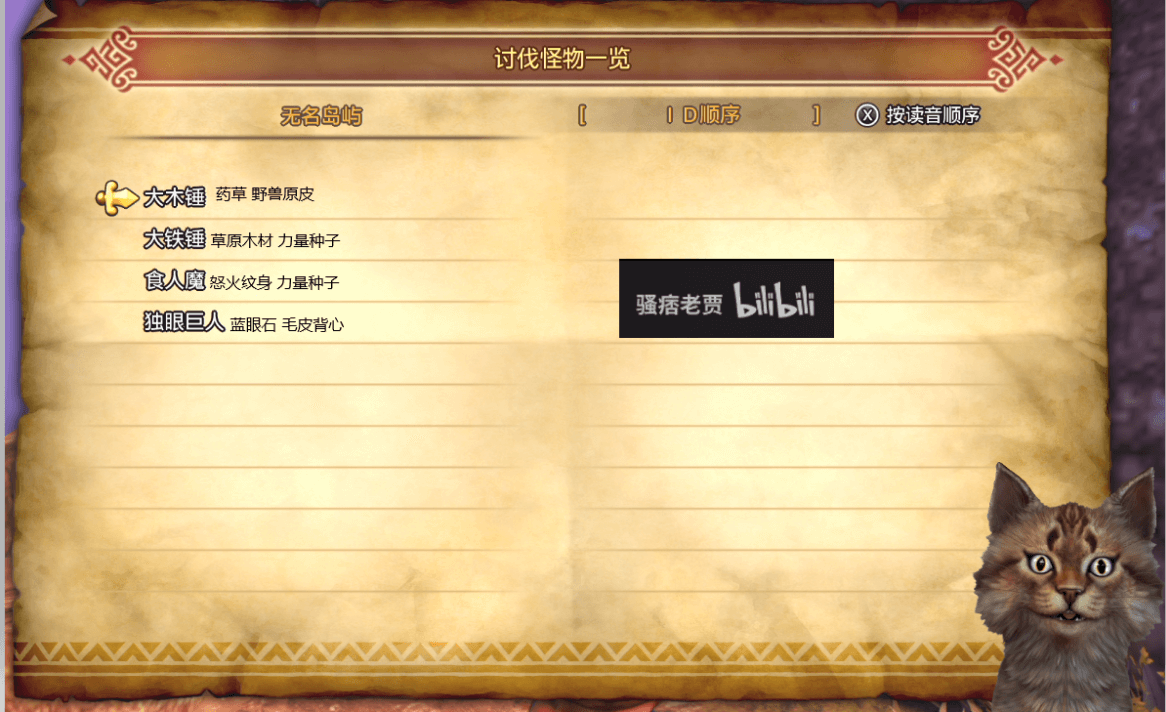 讨伐怪物一览
无名岛屿 [ ID顺序 ] X 按读音顺序
大木锤 药草 野兽原皮
大铁锤 草原木材 力量种子
食人魔 怒火纹身 力量种子
独眼巨人 蓝眼石 毛皮背心
骚痞老贾 bilibili